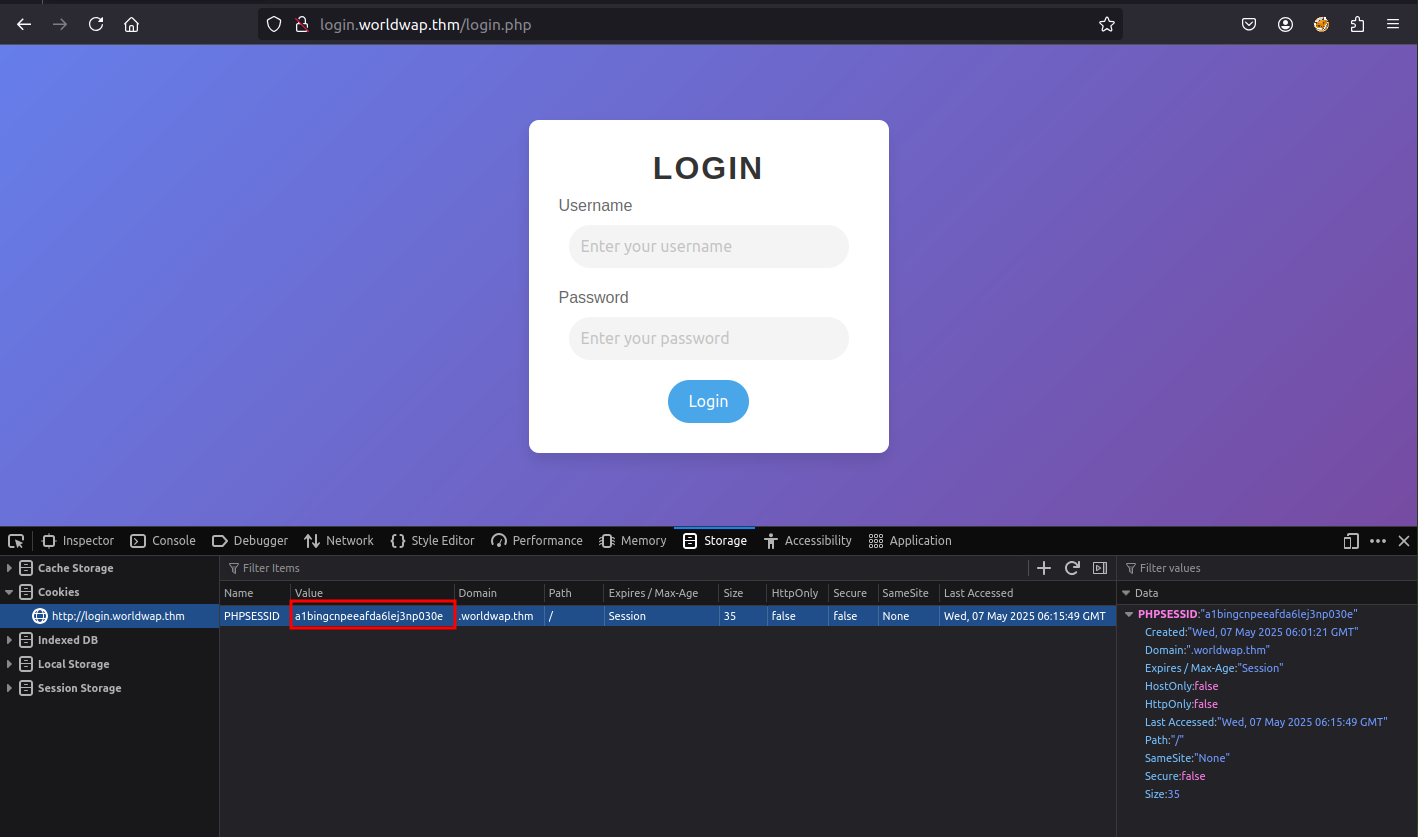 login.worldwap.thm/login.php
LOGIN
Username
Enter your username
Password
Enter your password
Login
Inspector Console Debugger Network Style Editor Performance Memory Storage Accessibility Application
Cache Storage
Cookies
http://login.worldwap.thm
Indexed DB
Local Storage
Session Storage
Filter Items
Name Value Domain Path Expires / Max-Age Size HttpOnly Secure SameSite Last Accessed
PHPSESSID a1bingcnpeeafda6lej3np030e .worldwap.thm / Session 35 false false None Wed, 07 May 2025 06:15:49 GMT
Filter values
Data
PHPSESSID:"a1bingcnpeeafda6lej3np030e"
Created:"Wed, 07 May 2025 06:01:21 GMT"
Domain:".worldwap.thm"
Expires / Max-Age:"Session"
HostOnly:false
HttpOnly:false
Last Accessed:"Wed, 07 May 2025 06:15:49 GMT"
Path:"/"
SameSite:"None"
Secure:false
Size:35